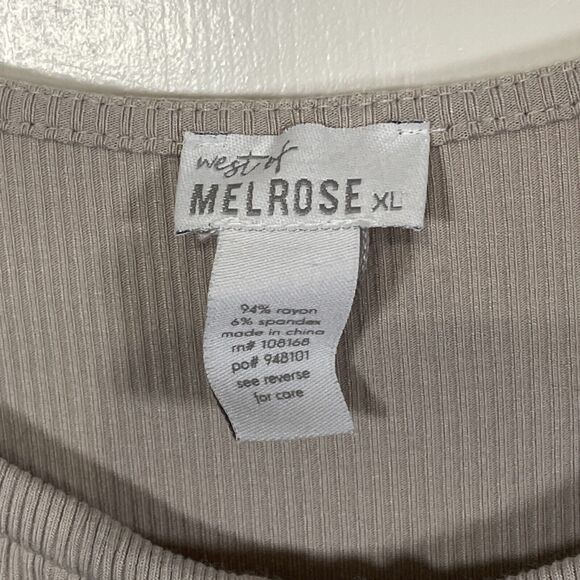 west of
MELROSE XL
94% rayon
6% spandex
made in china
rn# 108168
po# 948101
see reverse
for care